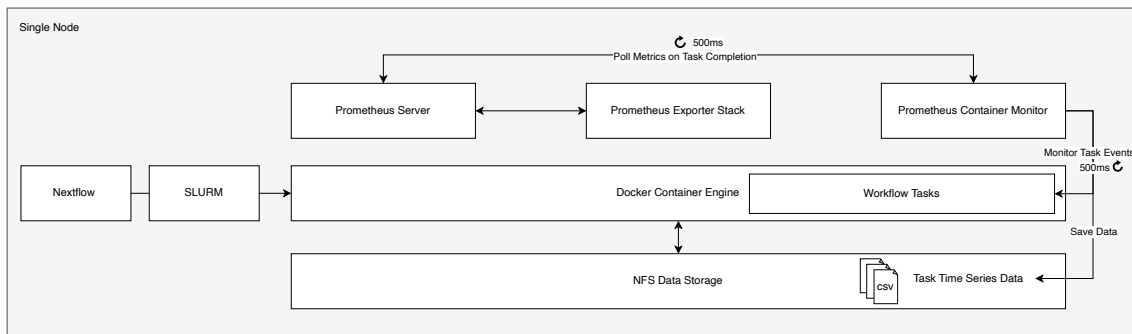 Single Node
500ms
Poll Metrics on Task Completion
Prometheus Server
Prometheus Exporter Stack
Prometheus Container Monitor
Monitor Task Events
500ms
Nextflow
SLURM
Docker Container Engine
Workflow Tasks
Save Data
NFS Data Storage
csv
Task Time Series Data